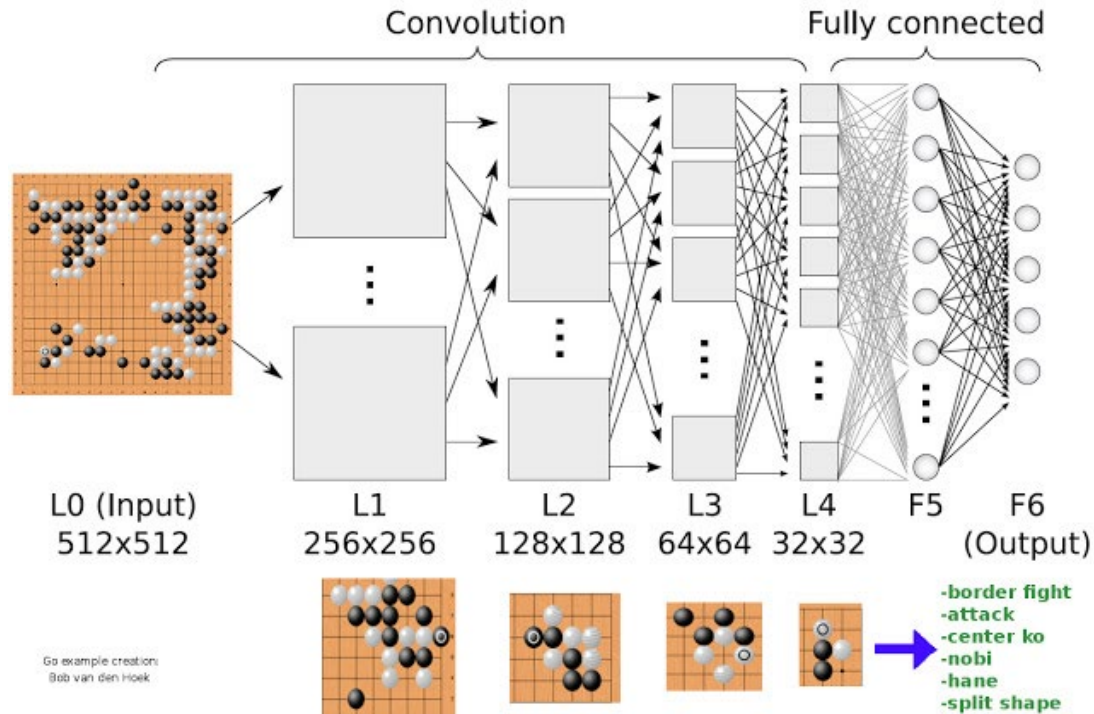 Convolution
Fully connected
L0 (Input)
512x512
L1
256x256
L2
128x128
L3
64x64
L4
32x32
F5
F6
(Output)
-border fight
-attack
-center ko
-nobi
-hane
-split shape
Go example creation:
Bob van den Hoek